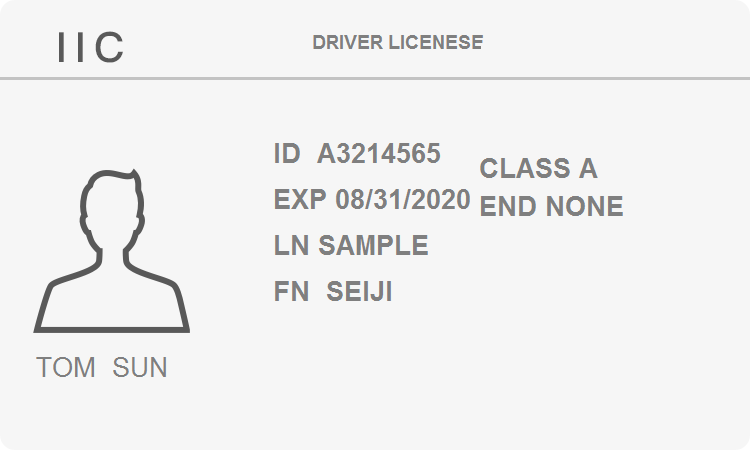 IIC
DRIVER LICENESE
ID A3214565
EXP 08/31/2020
LN SAMPLE
FN SEIJI
CLASS A
END NONE
TOM SUN